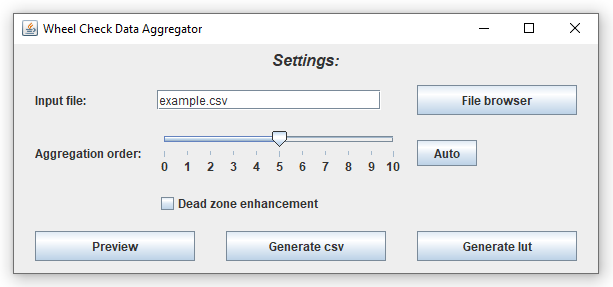 Wheel Check Data Aggregator
Settings:
Input file: example.csv File browser
Aggregation order: Auto
0 1 2 3 4 5 6 7 8 9 10
Dead zone enhancement
Preview Generate csv Generate lut